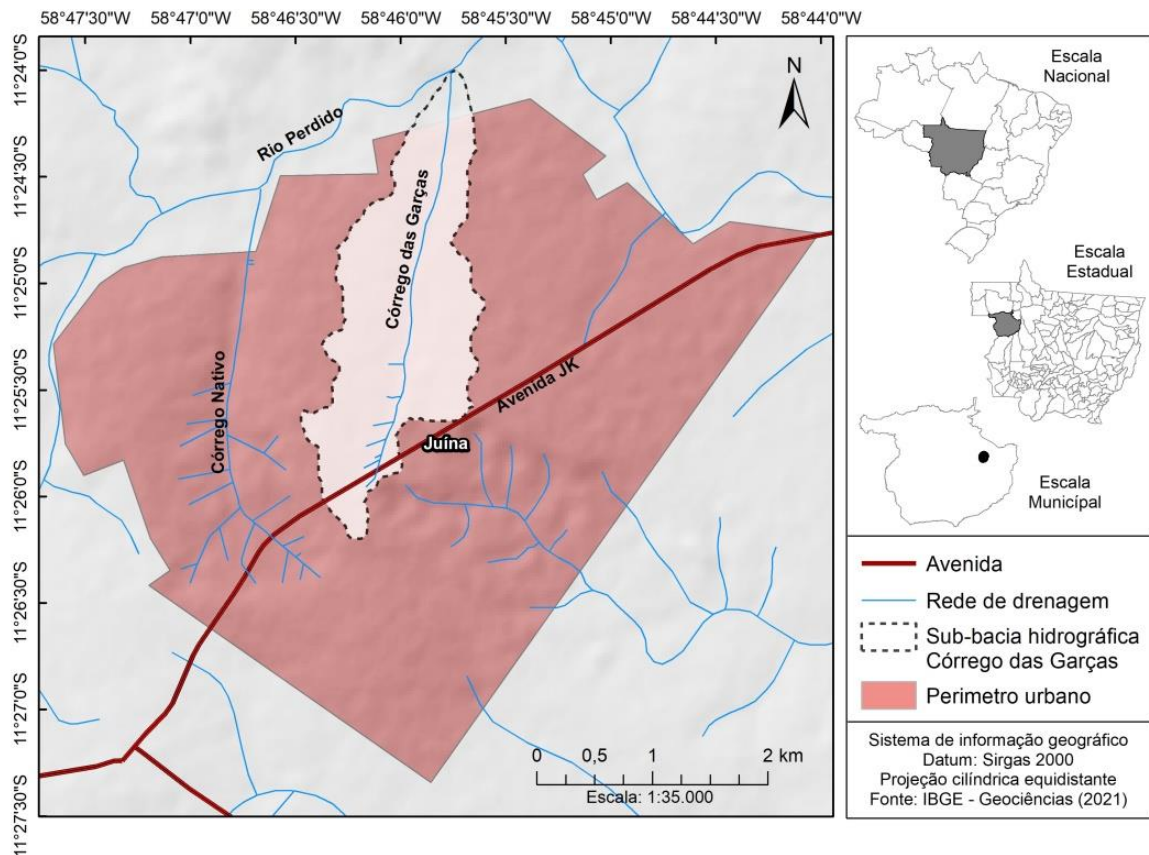 58°47'30"W 58°47'0"W 58°46'30"W 58°46'0"W 58°45'30"W 58°45'0"W 58°44'30"W 58°44'0"W
11°24'0"S
11°24'30"S
11°25'0"S
11°25'30"S
11°26'0"S
11°26'30"S
11°27'0"S
11°27'30"S
N
Rio Perdido
Córrego das Garças
Córrego Nativo
Avenida JK
Juína
0 0,5 1 2 km
Escala: 1:35.000
Escala
Nacional
Escala
Estadual
Escala
Municípal
Avenida
Rede de drenagem
Sub-bacia hidrográfica
Córrego das Garças
Perimetro urbano
Sistema de informação geográfico
Datum: Sirgas 2000
Projeção cilíndrica equidistante
Fonte: IBGE - Geociências (2021)